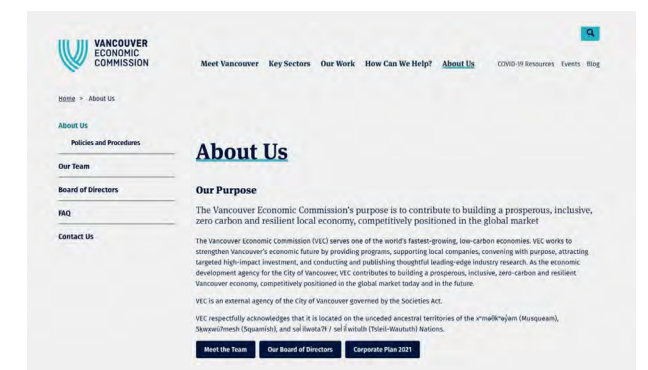 VANCOUVER
ECONOMIC
COMMISSION
Meet Vancouver Key Sectors Our Work How Can We Help? About Us COVID-19 Resources Events Blog
Home > About Us
About Us
Policies and Procedures
Our Team
Board of Directors
FAQ
Contact Us
About Us
Our Purpose
The Vancouver Economic Commission's purpose is to contribute to building a prosperous, inclusive,
zero carbon and resilient local economy, competitively positioned in the global market
The Vancouver Economic Commission (VEC) serves one of the world's fastest-growing, low-carbon economies. VEC works to
strengthen Vancouver's economic future by providing programs, supporting local companies, convening with purpose, attracting
targeted high-impact investment, and conducting and publishing thoughtful leading-edge industry research. As the economic
development agency for the City of Vancouver, VEC contributes to building a prosperous, inclusive, zero-carbon and resilient
Vancouver economy, competitively positioned in the global market today and in the future.
VEC is an external agency of the City of Vancouver governed by the Societies Act.
VEC respectfully acknowledges that it is located on the unceded ancestral territories of the (Musqueam),
(Squamish), and (Tsleil-Waututh) Nations.
Meet the Team Our Board of Directors Corporate Plan 2021